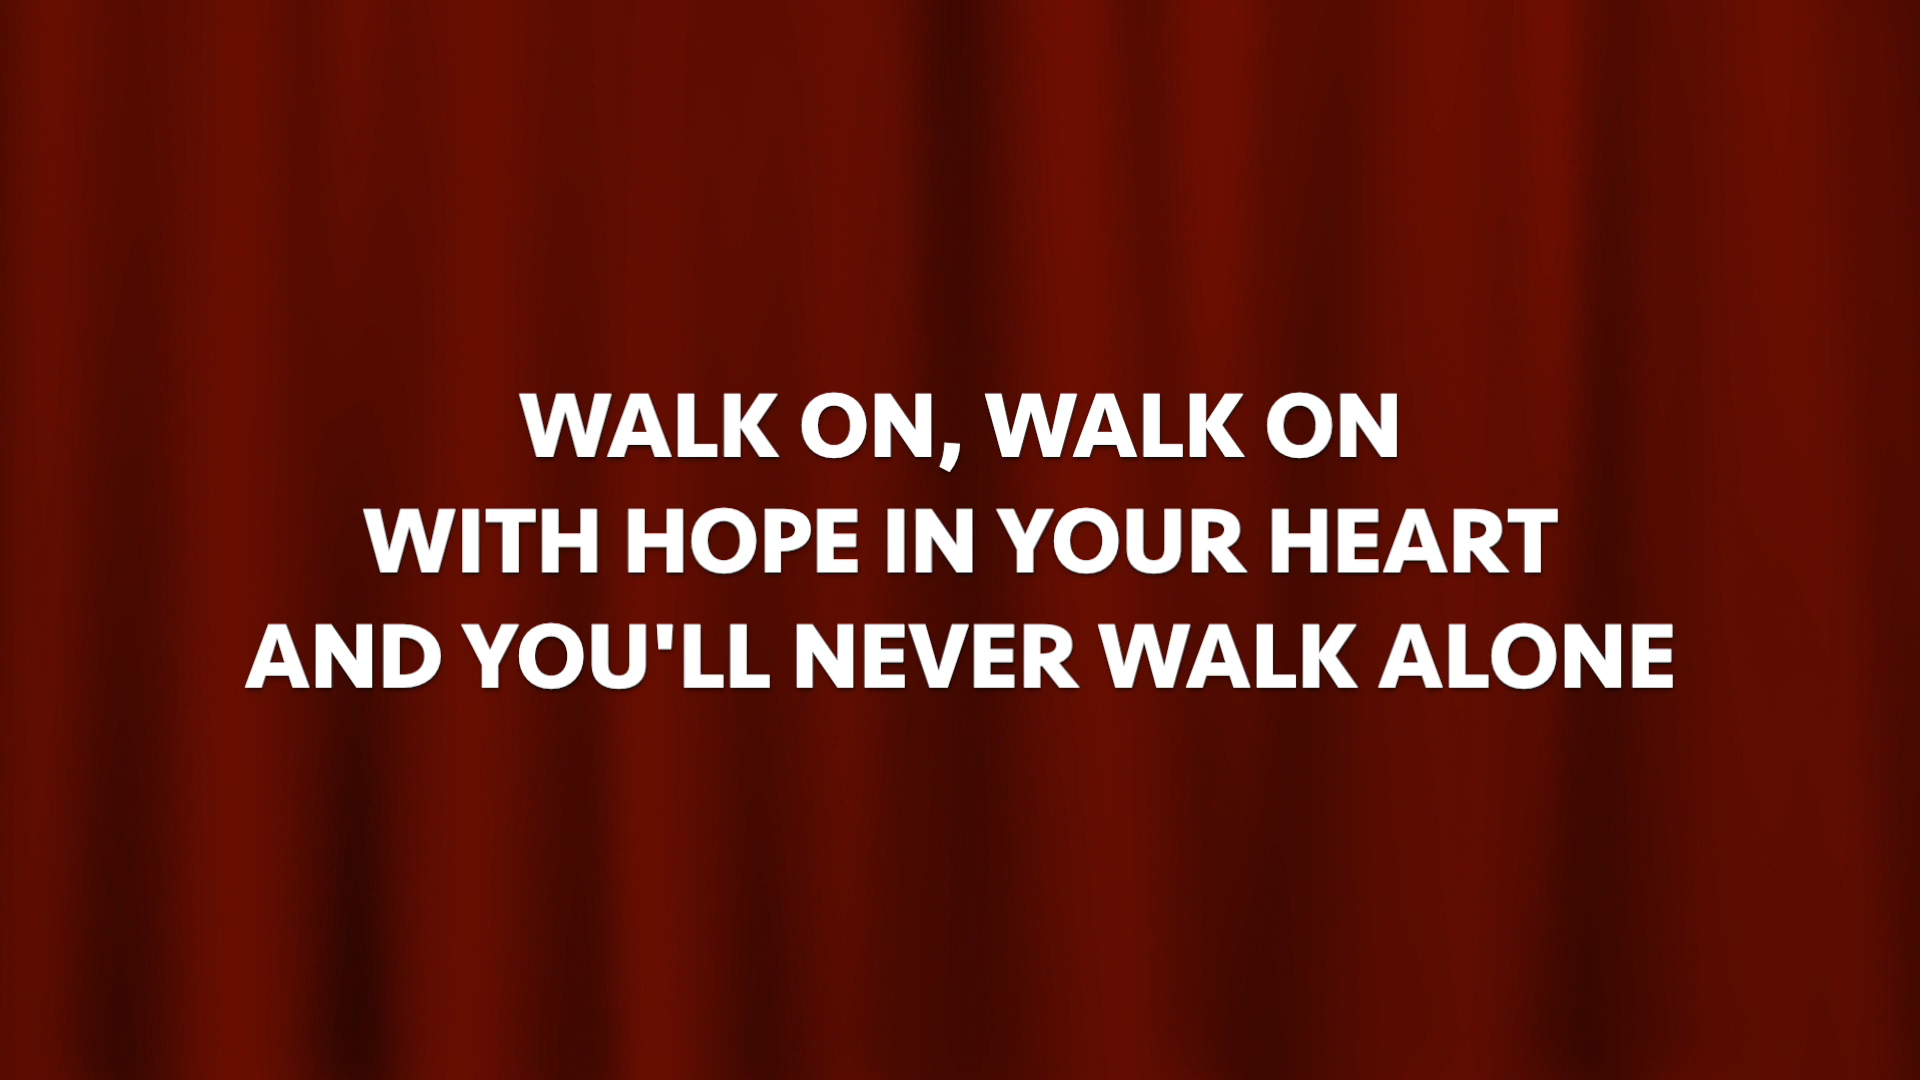 WALK ON, WALK ON
WITH HOPE IN YOUR HEART
AND YOU'LL NEVER WALK ALONE